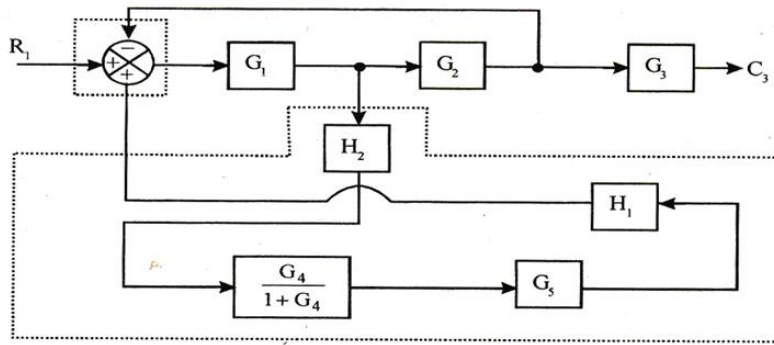 R₁ − + + G₁ G₂ G₃ C₃
H₂
H₁
G₄
1 + G₄
G₅